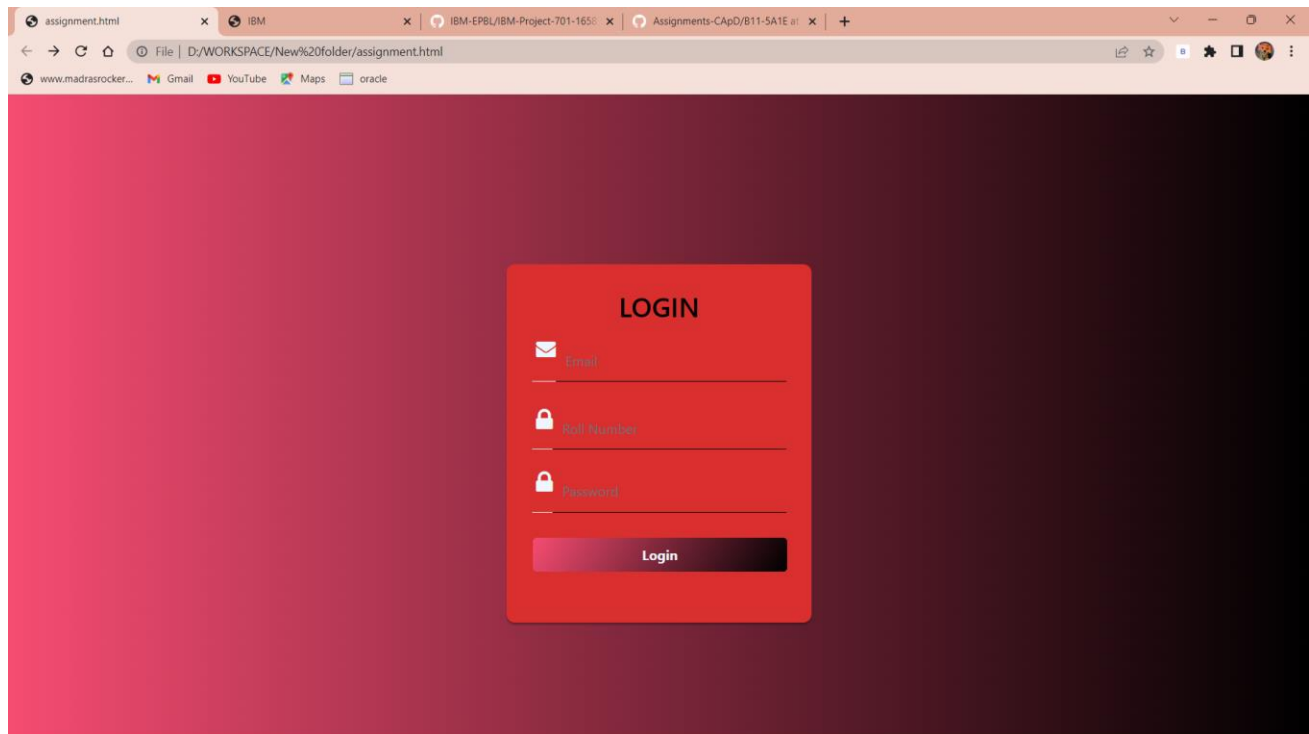 assignment.html IBM IBM-EPBL/IBM-Project-701-1658 Assignments-CApD/B11-5A1E at
File | D:/WORKSPACE/New%20folder/assignment.html
www.madrasrocker... Gmail YouTube Maps oracle
LOGIN
Email
Roll Number
Password
Login